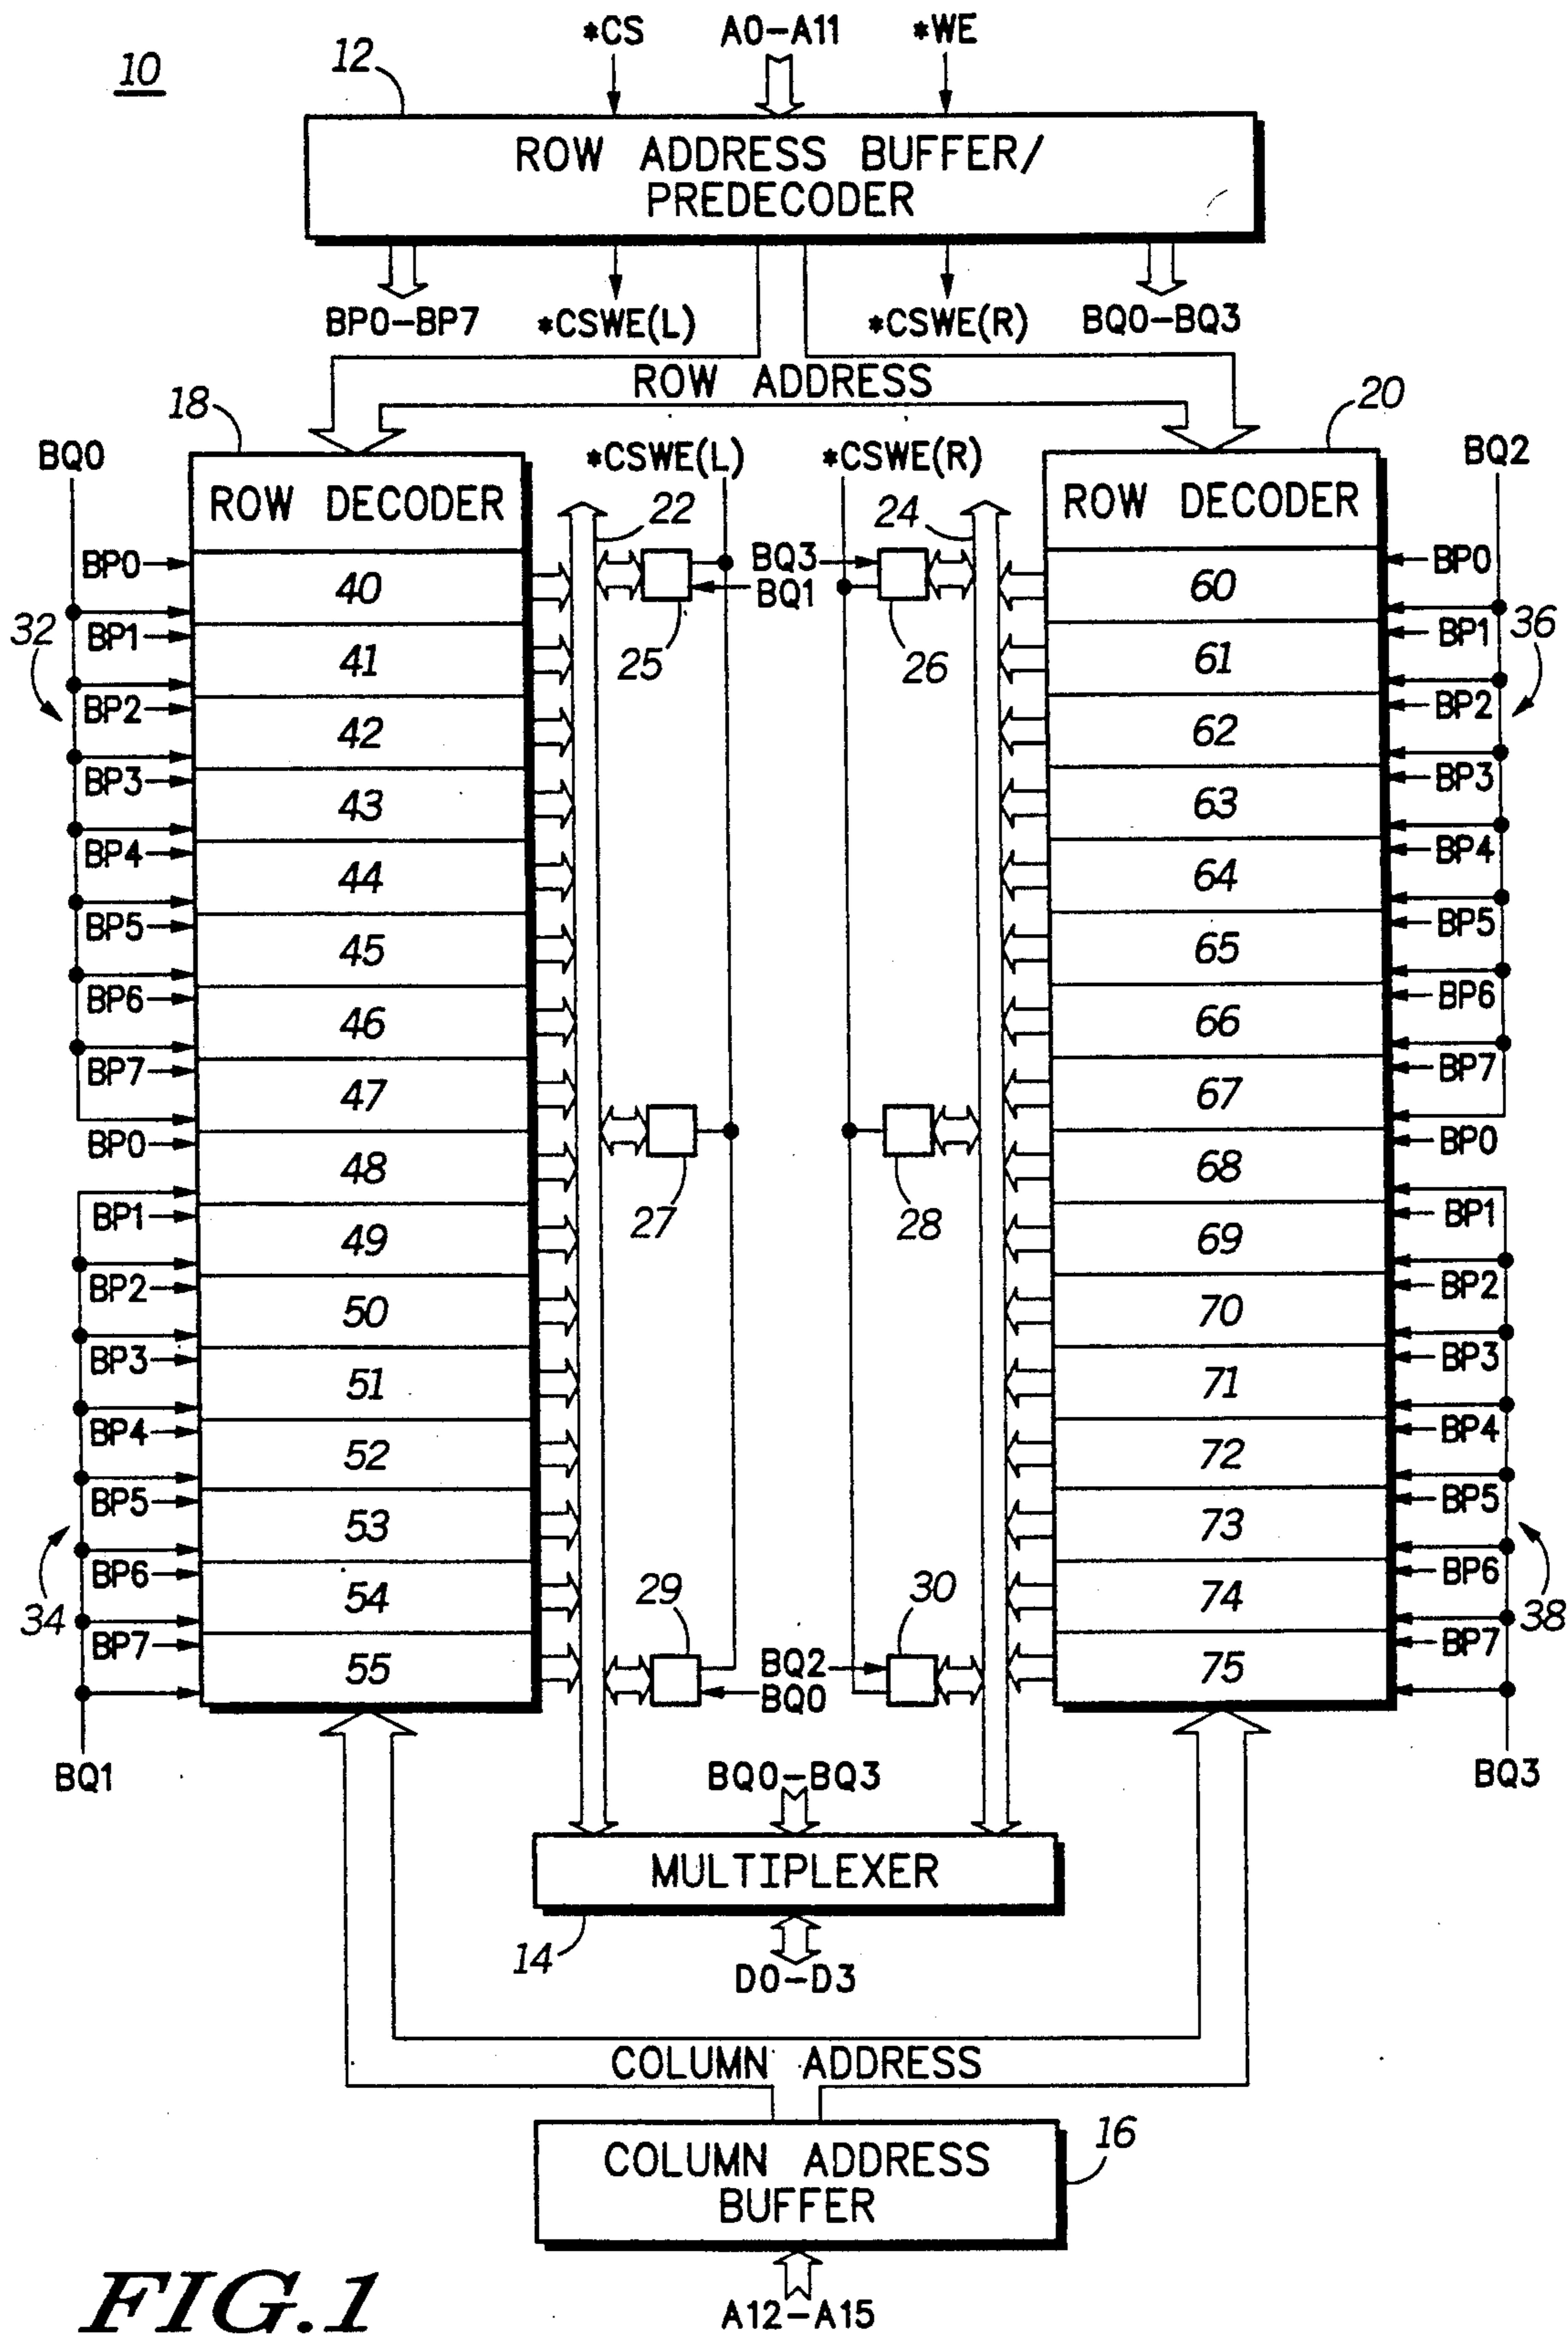 *CS A0-A11 *WE
10
12
ROW ADDRESS BUFFER/
PREDECODER
BP0-BP7 *CSWE(L) *CSWE(R) BQ0-BQ3
ROW ADDRESS
18 20
BQ0 *CSWE(L) *CSWE(R) BQ2
ROW DECODER 22 24 ROW DECODER
BP0 40 BQ3 60 BP0
BQ1
32 BP1 41 25 26 61 BP1 36
BP2 42 62 BP2
BP3 43 63 BP3
BP4 44 64 BP4
BP5 45 65 BP5
BP6 46 66 BP6
BP7 47 67 BP7
BP0 48 68 BP0
27 28
BP1 49 69 BP1
BP2 50 70 BP2
BP3 51 71 BP3
BP4 52 72 BP4
BP5 53 73 BP5
34 BP6 54 29 30 74 BP6 38
BP7 55 BQ2 75 BP7
BQ0
BQ1 BQ0-BQ3 BQ3
MULTIPLEXER
14
D0-D3
COLUMN ADDRESS
16
COLUMN ADDRESS
BUFFER
A12-A15
FIG.1